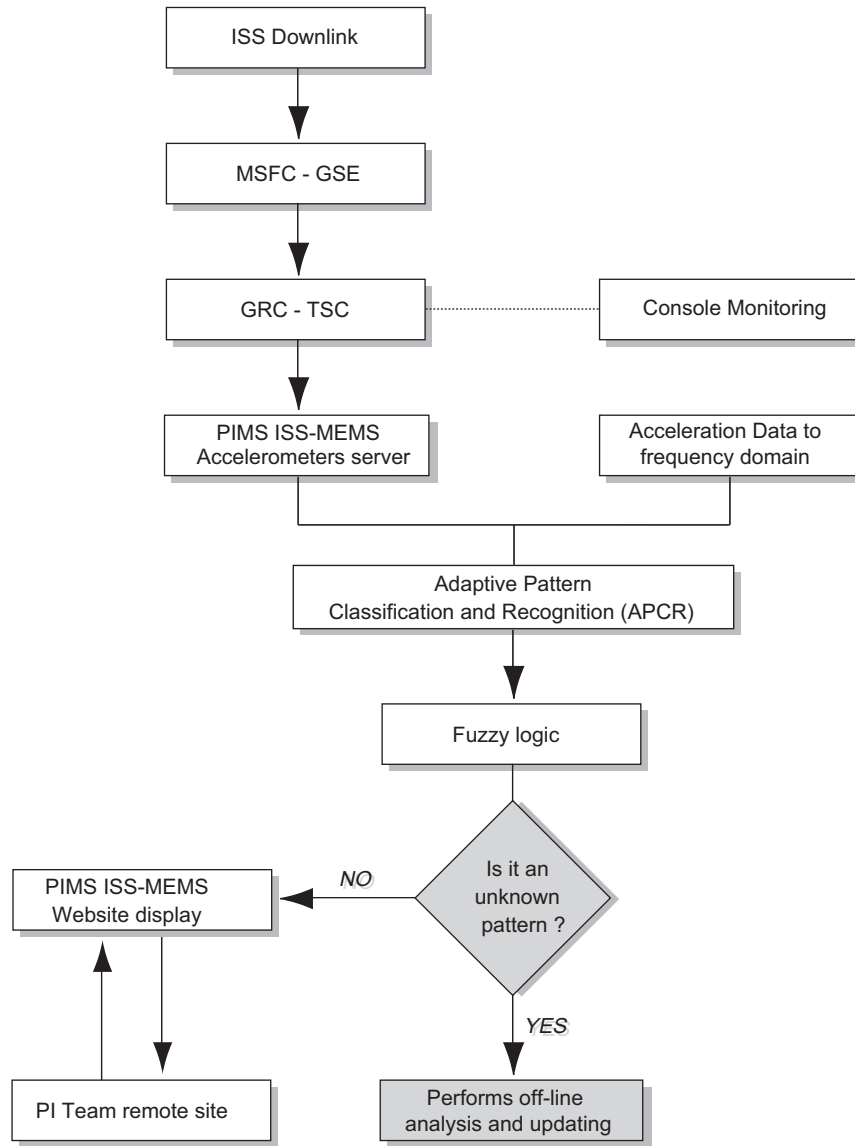 ISS Downlink
MSFC - GSE
GRC - TSC
Console Monitoring
PIMS ISS-MEMS
Accelerometers server
Acceleration Data to
frequency domain
Adaptive Pattern
Classification and Recognition (APCR)
Fuzzy logic
Is it an
unknown
pattern ?
NO
PIMS ISS-MEMS
Website display
YES
PI Team remote site
Performs off-line
analysis and updating